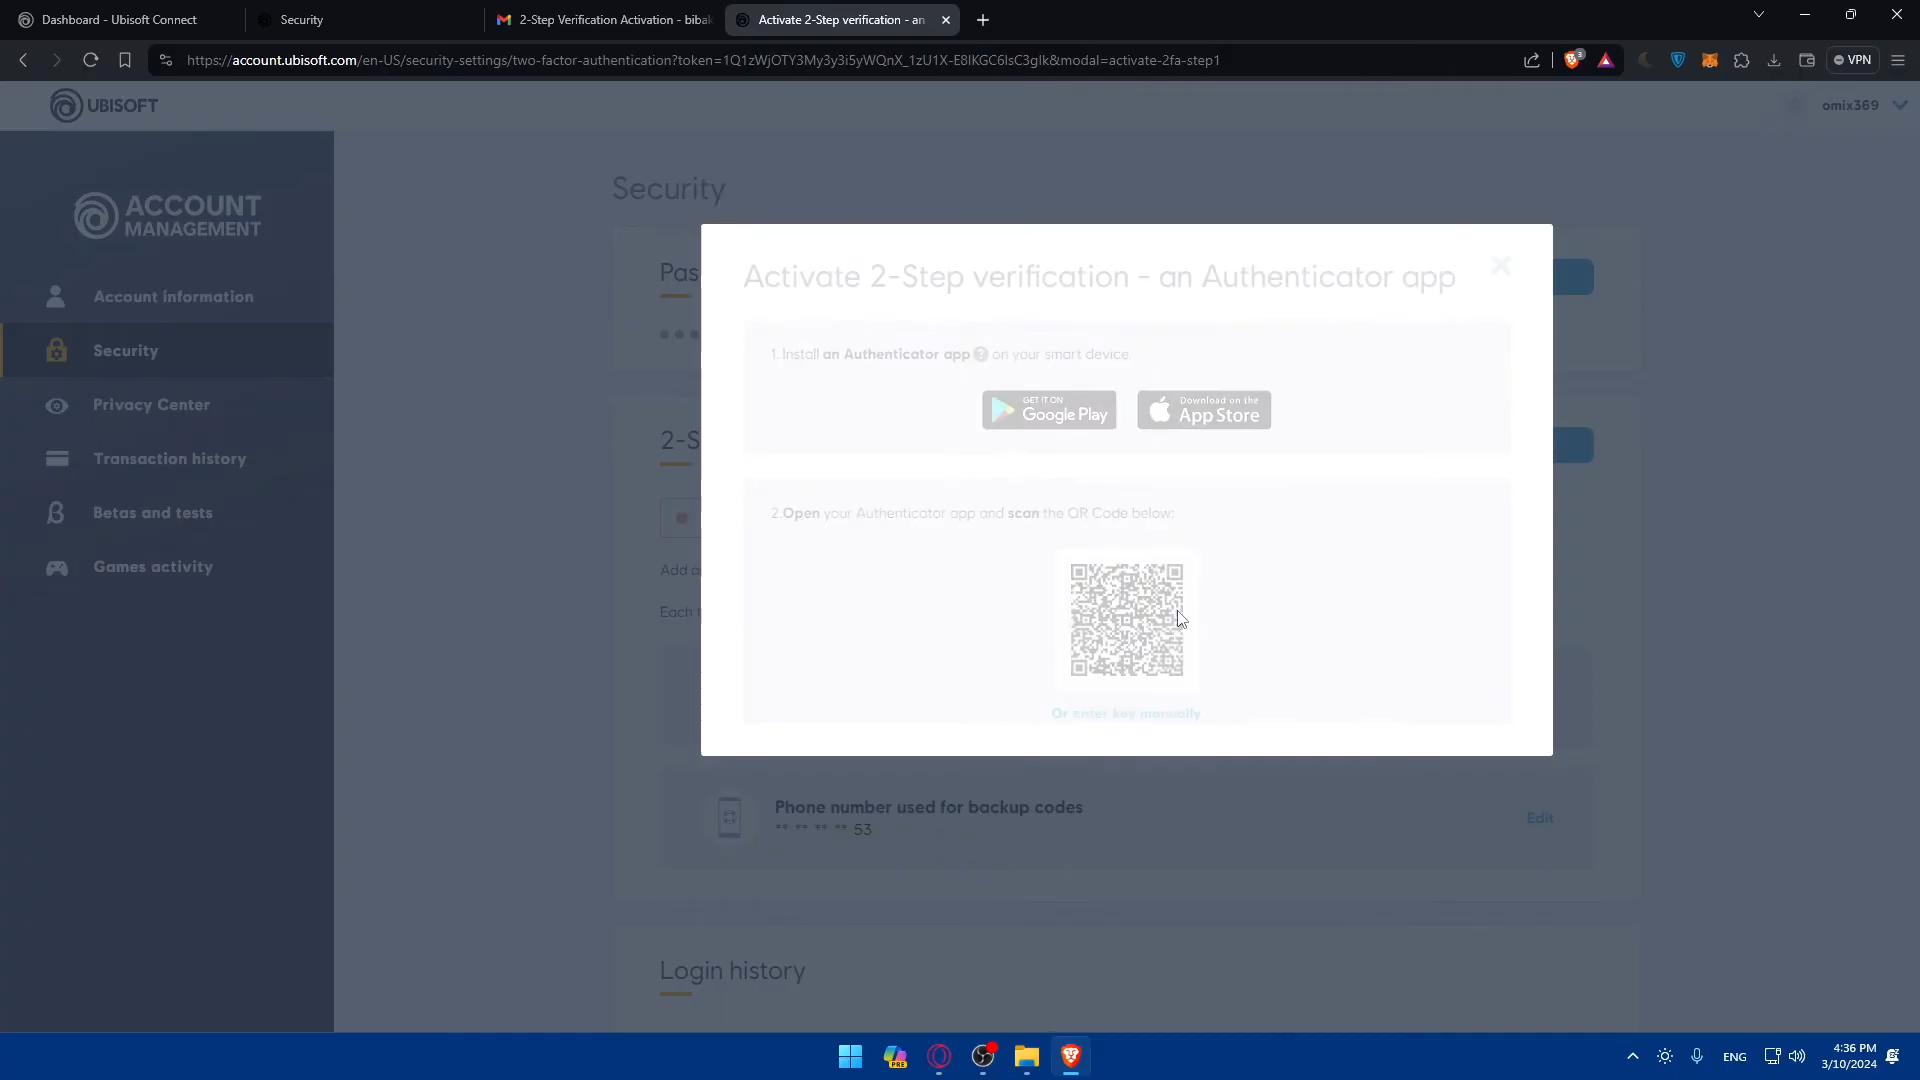 Dashboard - Ubisoft Connect
Security
2-Step Verification Activation - bibak
Activate 2-Step verification - an
https://account.ubisoft.com/en-US/security-settings/two-factor-authentication?token=1Q1zWjOTY3My3y3i5yWQnX_1zU1X-E8lKGC6lsC3glk&modal=activate-2fa-step1
3
VPN
UBISOFT
omix369
ACCOUNT
MANAGEMENT
Account information
Security
Privacy Center
Transaction history
Betas and tests
Games activity
Security
Pas
2-S
Add a
Each t
Activate 2-Step verification - an Authenticator app
1. Install an Authenticator app ? on your smart device.
GET IT ON
Google Play
Download on the
App Store
2.Open your Authenticator app and scan the QR Code below:
Or enter key manually
Phone number used for backup codes
** ** ** ** 53
Edit
Login history
PRE
ENG
4:36 PM
3/10/2024